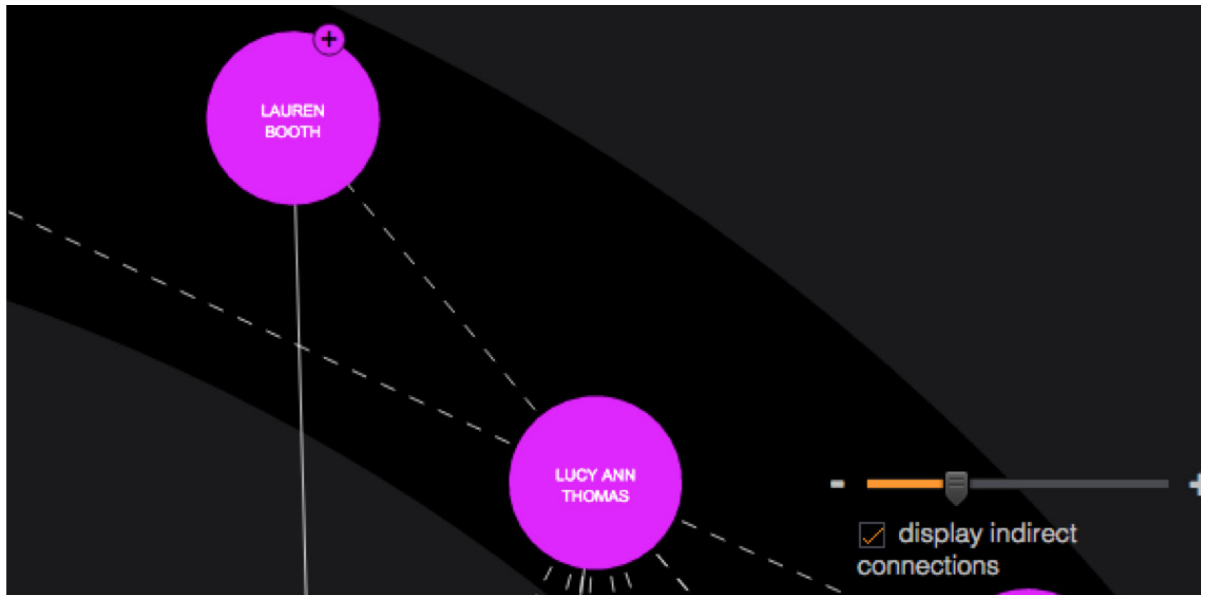 +
LAUREN
BOOTH
LUCY ANN
THOMAS
- +
display indirect
connections